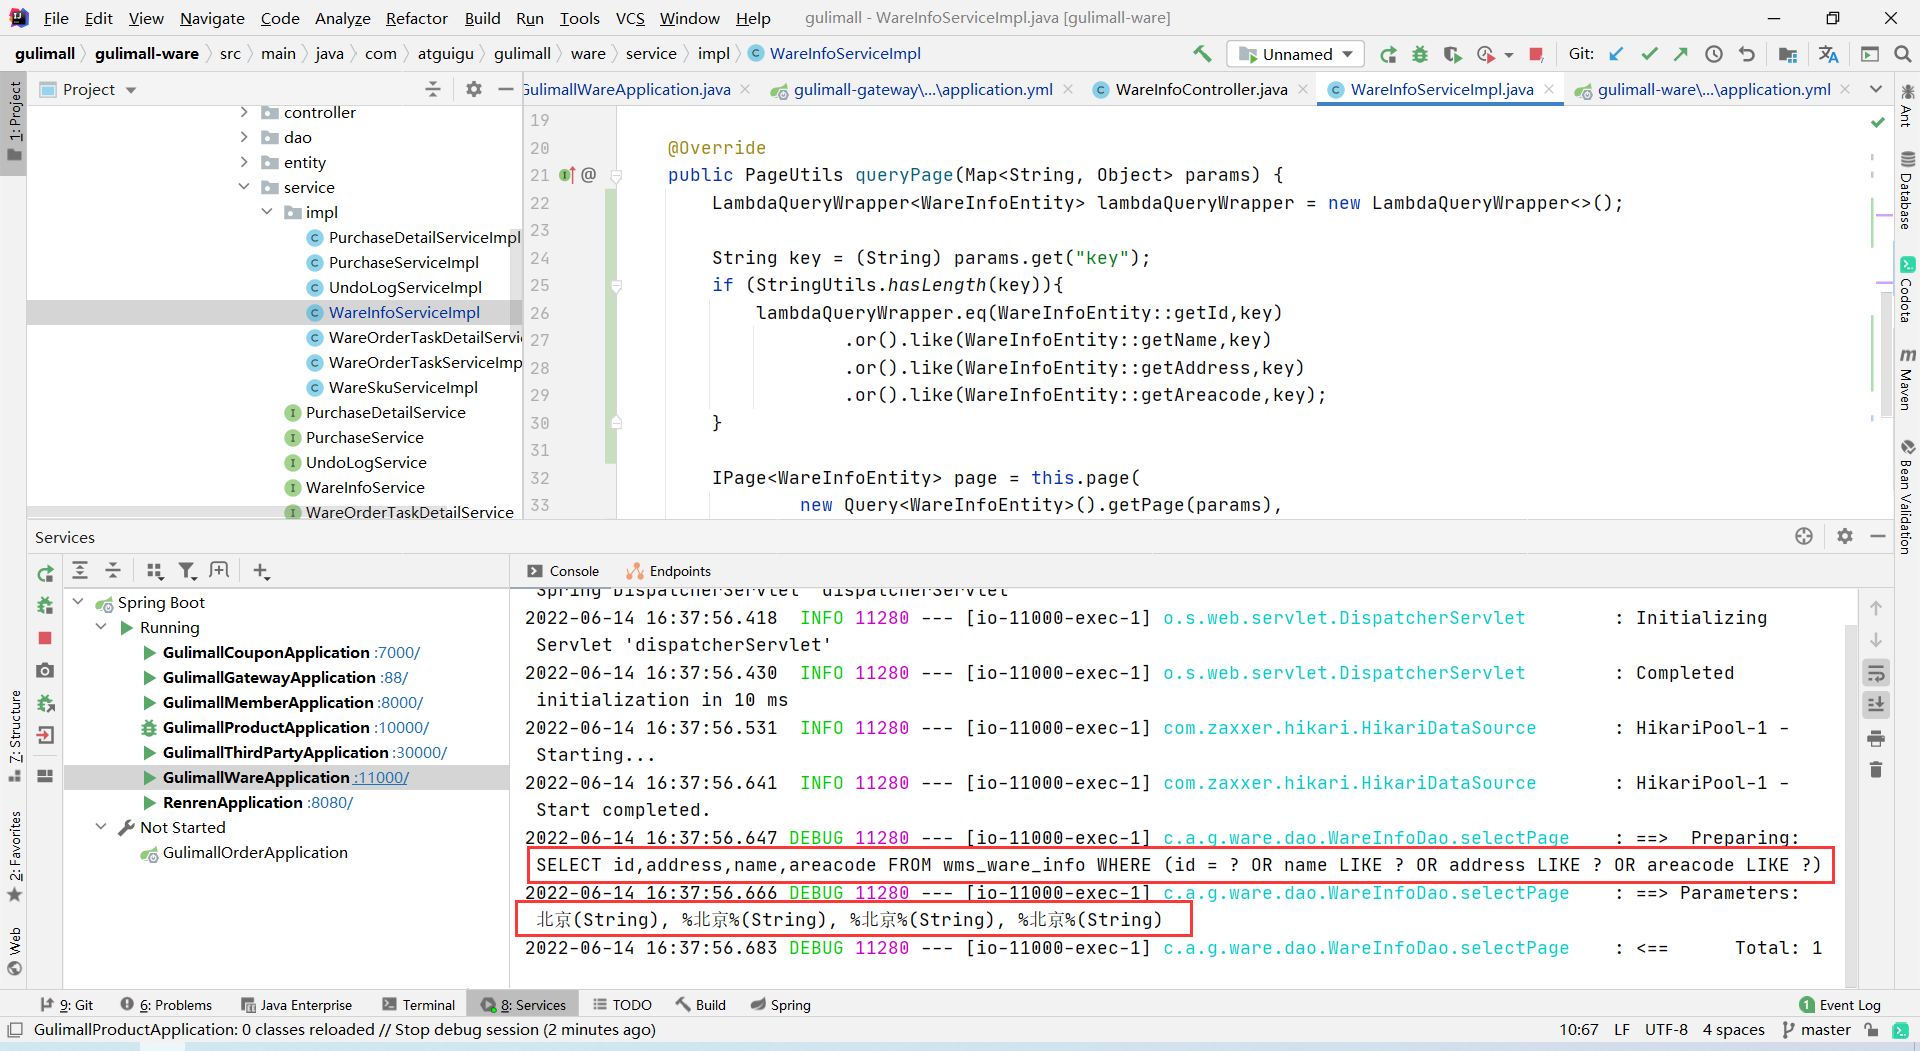 File Edit View Navigate Code Analyze Refactor Build Run Tools VCS Window Help gulimall - WareInfoServiceImpl.java [gulimall-ware]
gulimall gulimall-ware src main java com atguigu gulimall ware service impl WareInfoServiceImpl Unnamed Git:
Project
GulimallWareApplication.java gulimall-gateway\...\application.yml WareInfoController.java WareInfoServiceImpl.java gulimall-ware\...\application.yml
1: Project
7: Structure
2: Favorites
Web
controller
dao
entity
service
impl
PurchaseDetailServiceImpl
PurchaseServiceImpl
UndoLogServiceImpl
WareInfoServiceImpl
WareOrderTaskDetailServi
WareOrderTaskServiceImp
WareSkuServiceImpl
PurchaseDetailService
PurchaseService
UndoLogService
WareInfoService
WareOrderTaskDetailService
19
20 @Override
21 @ public PageUtils queryPage(Map<String, Object> params) {
22 LambdaQueryWrapper<WareInfoEntity> lambdaQueryWrapper = new LambdaQueryWrapper<>();
23
24 String key = (String) params.get("key");
25 if (StringUtils.hasLength(key)){
26 lambdaQueryWrapper.eq(WareInfoEntity::getId,key)
27 .or().like(WareInfoEntity::getName,key)
28 .or().like(WareInfoEntity::getAddress,key)
29 .or().like(WareInfoEntity::getAreacode,key);
30 }
31
32 IPage<WareInfoEntity> page = this.page(
33 new Query<WareInfoEntity>().getPage(params),
Ant
Database
Codota
Maven
Bean Validation
Services
Spring Boot
Running
GulimallCouponApplication :7000/
GulimallGatewayApplication :88/
GulimallMemberApplication :8000/
GulimallProductApplication :10000/
GulimallThirdPartyApplication :30000/
GulimallWareApplication :11000/
RenrenApplication :8080/
Not Started
GulimallOrderApplication
Console Endpoints
Spring DispatcherServlet 'dispatcherServlet'
2022-06-14 16:37:56.418 INFO 11280 --- [io-11000-exec-1] o.s.web.servlet.DispatcherServlet : Initializing
Servlet 'dispatcherServlet'
2022-06-14 16:37:56.430 INFO 11280 --- [io-11000-exec-1] o.s.web.servlet.DispatcherServlet : Completed
initialization in 10 ms
2022-06-14 16:37:56.531 INFO 11280 --- [io-11000-exec-1] com.zaxxer.hikari.HikariDataSource : HikariPool-1 -
Starting...
2022-06-14 16:37:56.641 INFO 11280 --- [io-11000-exec-1] com.zaxxer.hikari.HikariDataSource : HikariPool-1 -
Start completed.
2022-06-14 16:37:56.647 DEBUG 11280 --- [io-11000-exec-1] c.a.g.ware.dao.WareInfoDao.selectPage : ==> Preparing:
SELECT id,address,name,areacode FROM wms_ware_info WHERE (id = ? OR name LIKE ? OR address LIKE ? OR areacode LIKE ?)
2022-06-14 16:37:56.666 DEBUG 11280 --- [io-11000-exec-1] c.a.g.ware.dao.WareInfoDao.selectPage : ==> Parameters:
北京(String), %北京%(String), %北京%(String), %北京%(String)
2022-06-14 16:37:56.683 DEBUG 11280 --- [io-11000-exec-1] c.a.g.ware.dao.WareInfoDao.selectPage : <== Total: 1
9: Git 6: Problems Java Enterprise Terminal 8: Services TODO Build Spring 1 Event Log
GulimallProductApplication: 0 classes reloaded // Stop debug session (2 minutes ago) 10:67 LF UTF-8 4 spaces master